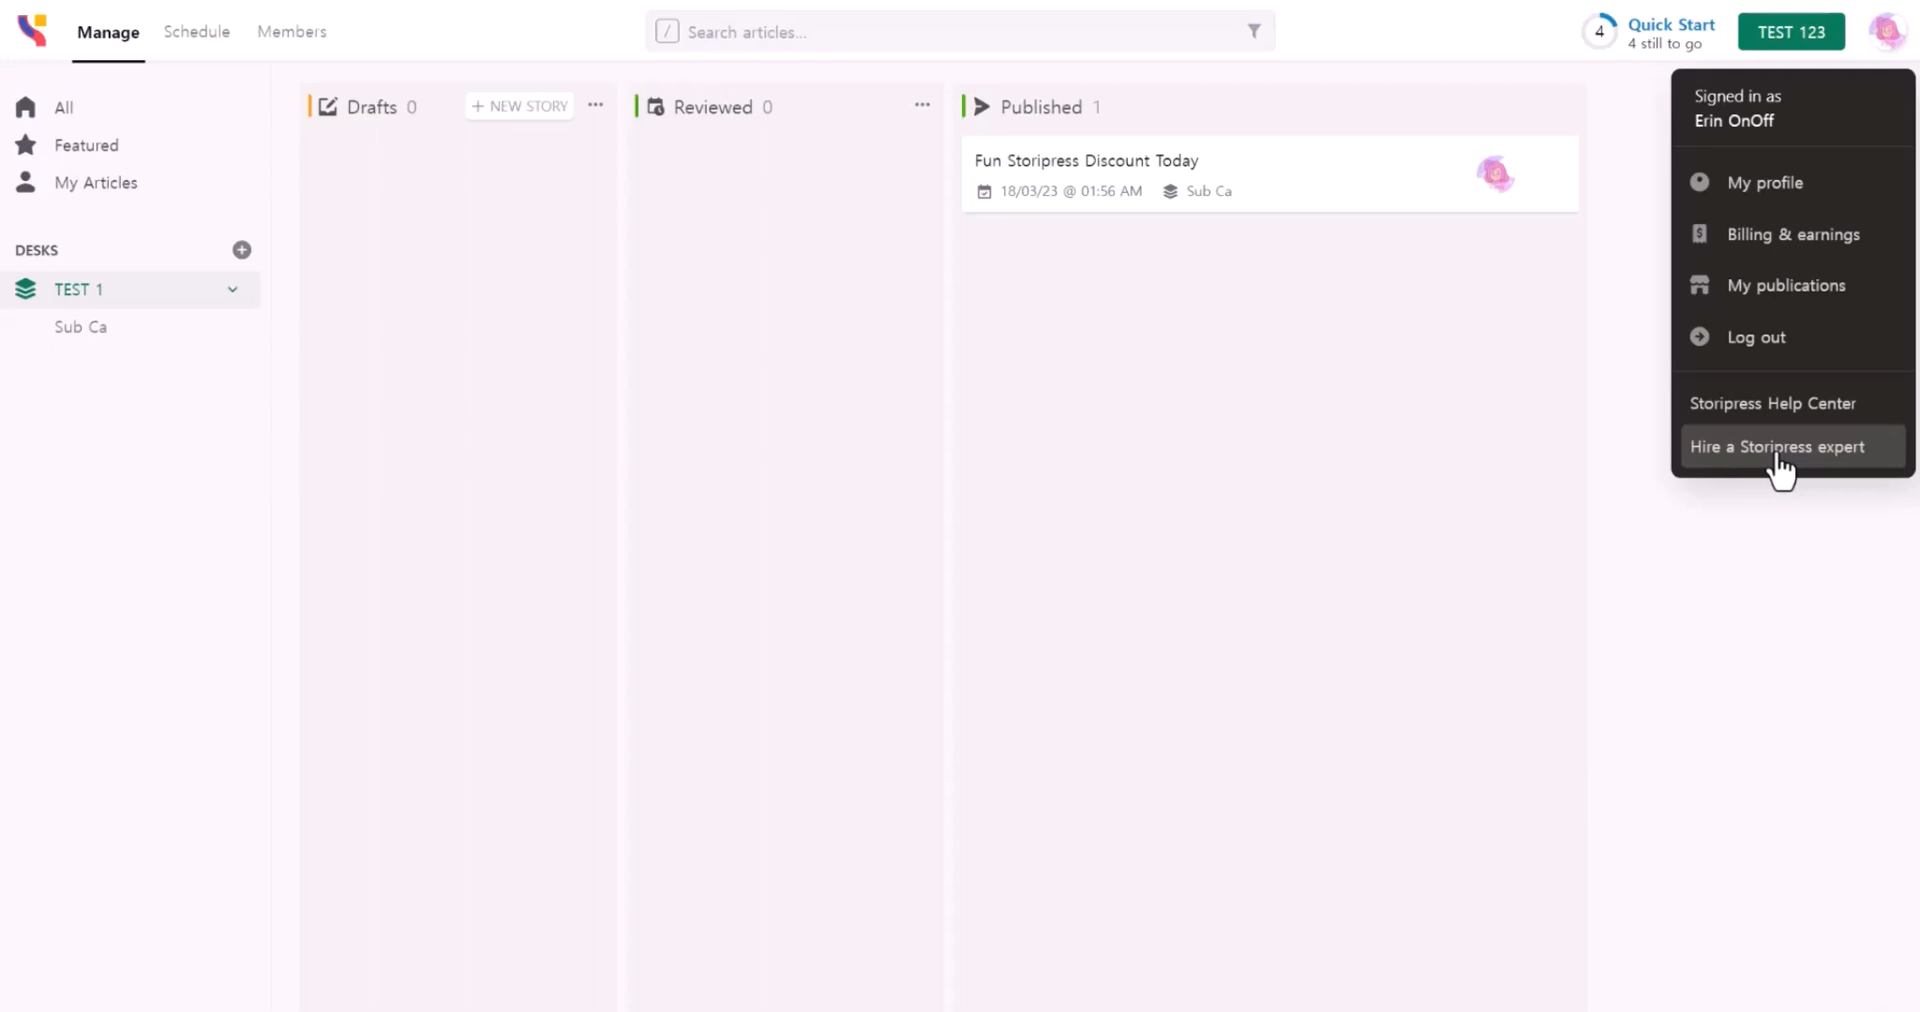 Manage
Schedule
Members
/ Search articles...
4
Quick Start
4 still to go
TEST 123
All
Featured
My Articles
DESKS
TEST 1
Sub Ca
Drafts 0
+ NEW STORY
Reviewed 0
Published 1
Fun Storipress Discount Today
18/03/23 @ 01:56 AM
Sub Ca
Signed in as
Erin OnOff
My profile
Billing & earnings
My publications
Log out
Storipress Help Center
Hire a Storipress expert